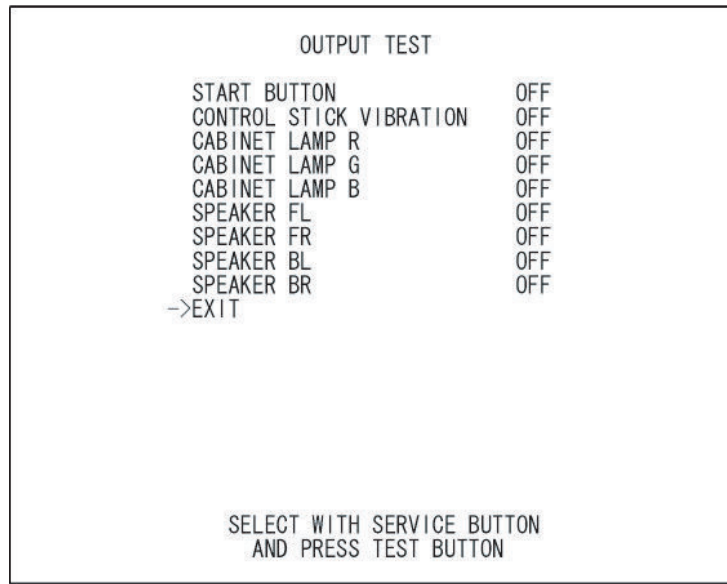 OUTPUT TEST
START BUTTON OFF
CONTROL STICK VIBRATION OFF
CABINET LAMP R OFF
CABINET LAMP G OFF
CABINET LAMP B OFF
SPEAKER FL OFF
SPEAKER FR OFF
SPEAKER BL OFF
SPEAKER BR OFF
->EXIT
SELECT WITH SERVICE BUTTON
AND PRESS TEST BUTTON